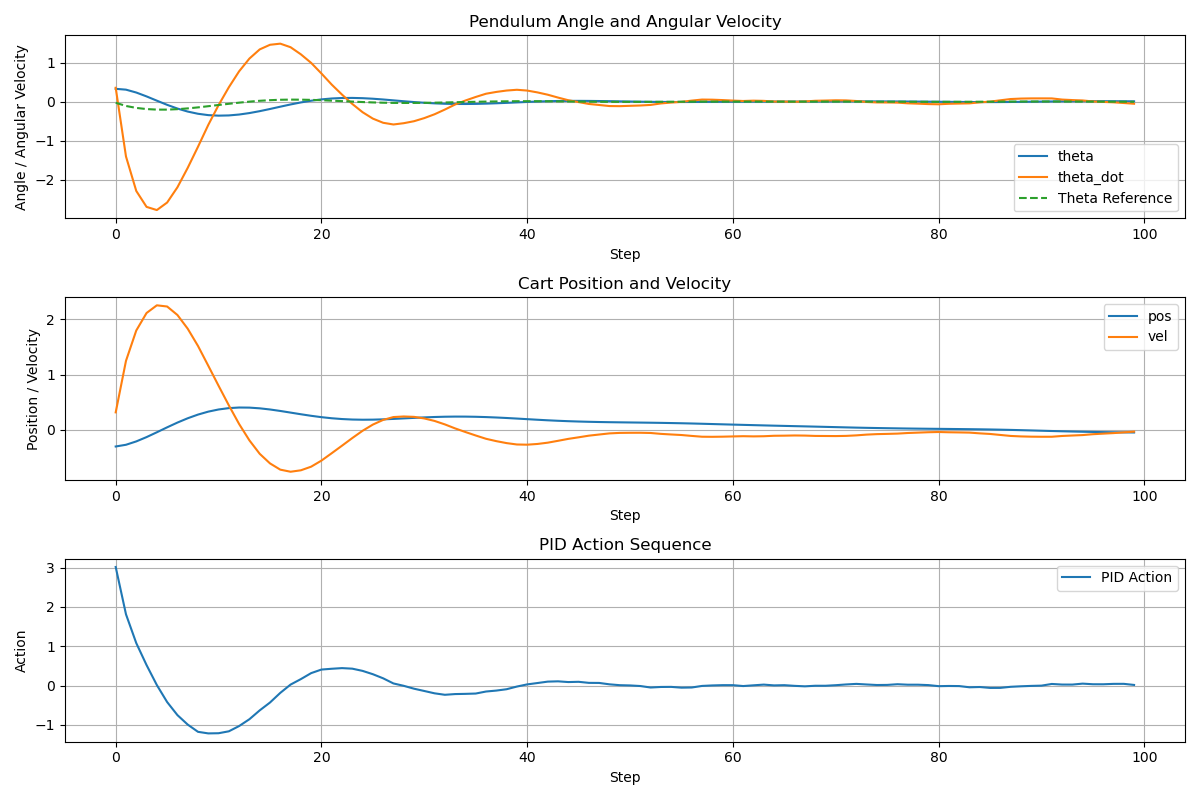 Pendulum Angle and Angular Velocity
Angle / Angular Velocity
1
0
−1
−2
theta
theta_dot
Theta Reference
0 20 40 60 80 100
Step
Cart Position and Velocity
Position / Velocity
2
1
0
pos
vel
0 20 40 60 80 100
Step
PID Action Sequence
Action
3
2
1
0
−1
PID Action
0 20 40 60 80 100
Step